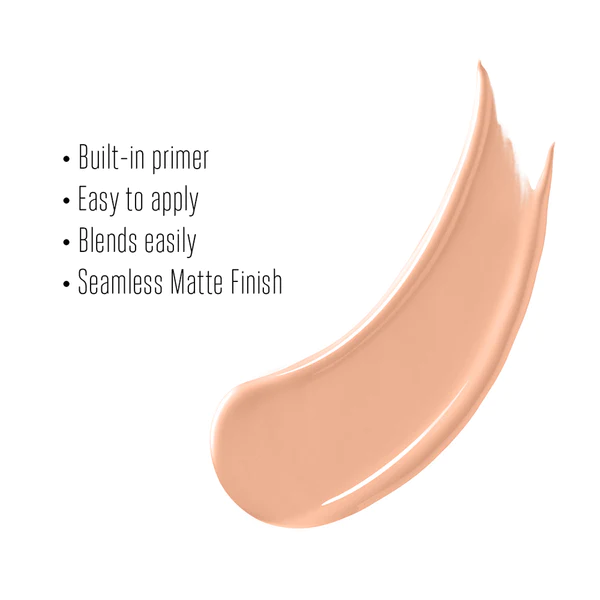 • Built-in primer
• Easy to apply
• Blends easily
• Seamless Matte Finish